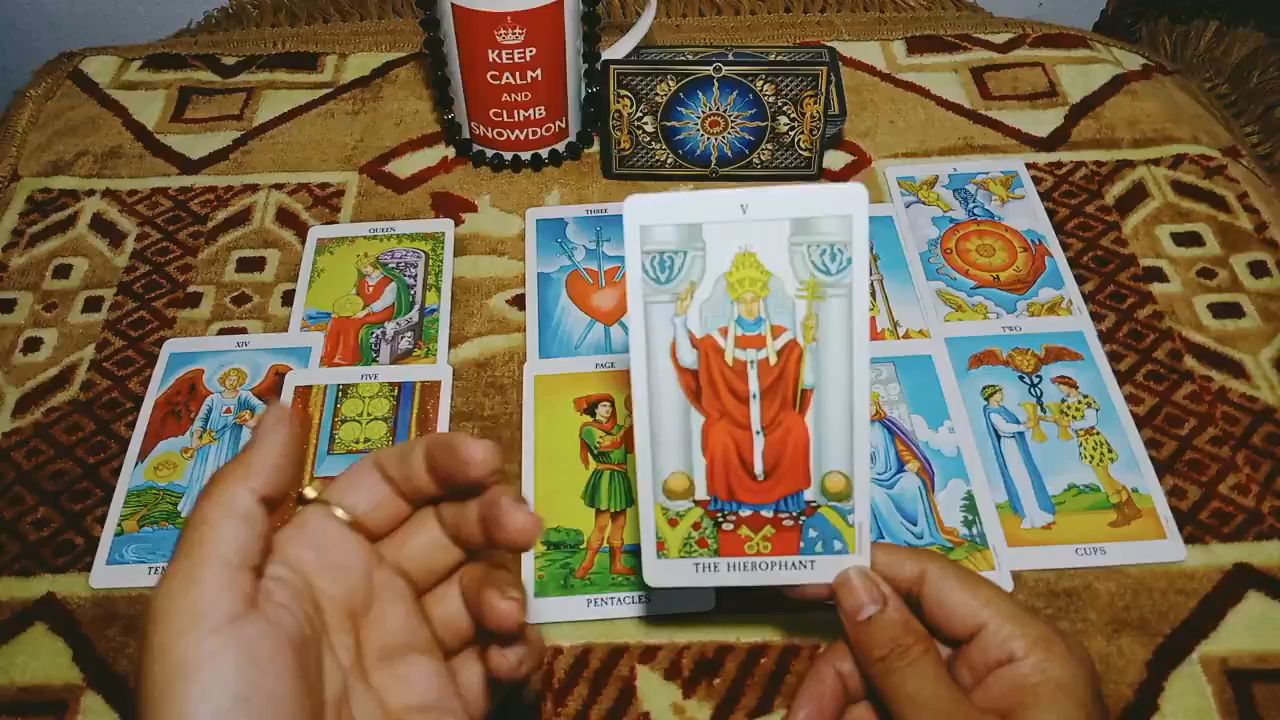 KEEP
CALM
AND
CLIMB
SNOWDON
X
THREE
V
QUEEN
TWO
XIV
PAGE
FIVE
CUPS
THE HIEROPHANT
PENTACLES